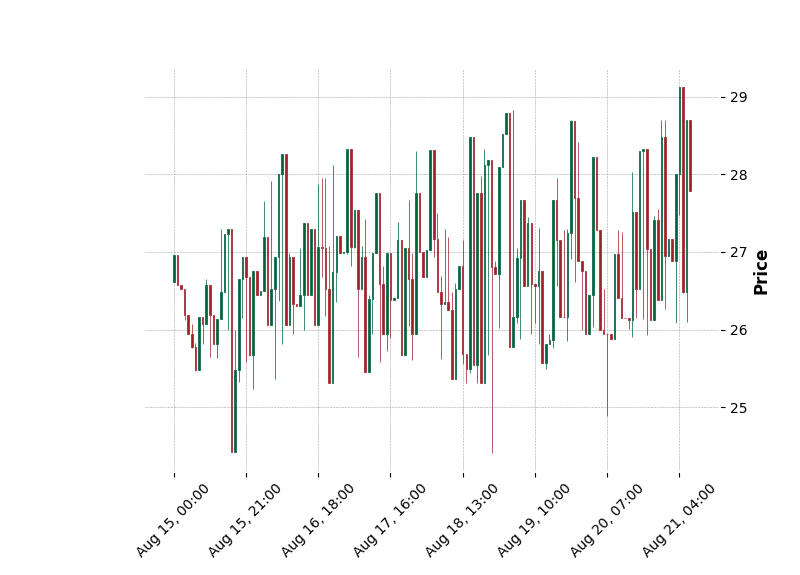 29
28
27
26
25
Price
Aug 15, 00:00
Aug 15, 21:00
Aug 16, 18:00
Aug 17, 16:00
Aug 18, 13:00
Aug 19, 10:00
Aug 20, 07:00
Aug 21, 04:00